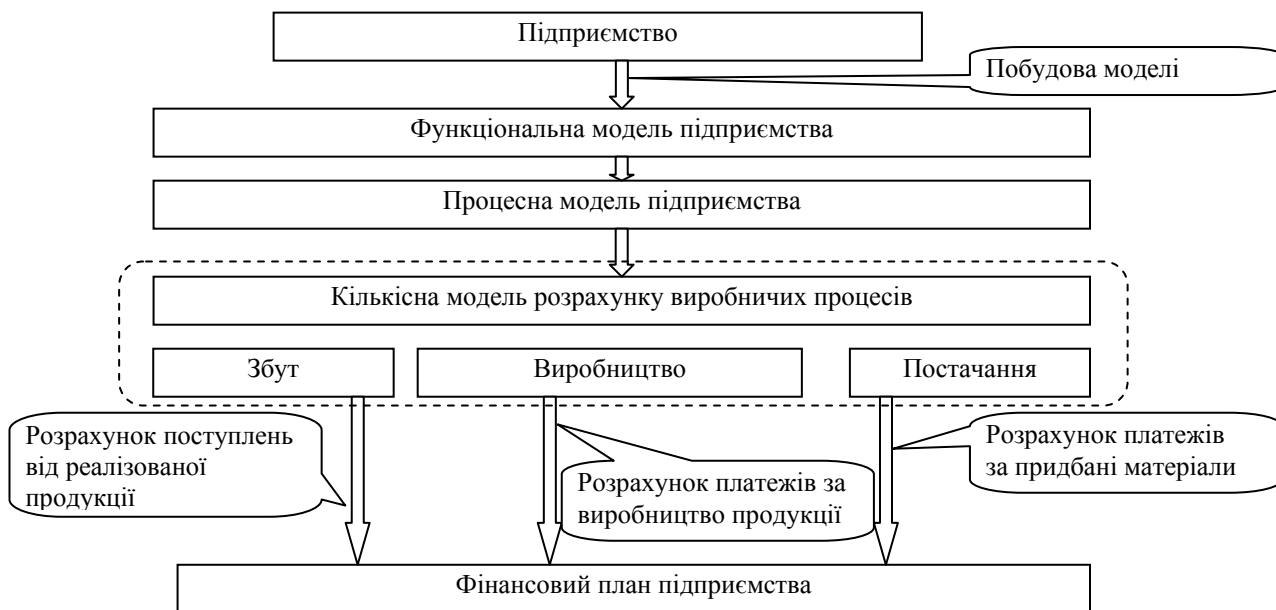 Підприємство
Побудова моделі
Функціональна модель підприємства
Процесна модель підприємства
Кількісна модель розрахунку виробничих процесів
Збут
Виробництво
Постачання
Розрахунок поступлень
від реалізованої
продукції
Розрахунок платежів за
виробництво продукції
Розрахунок платежів
за придбані матеріали
Фінансовий план підприємства